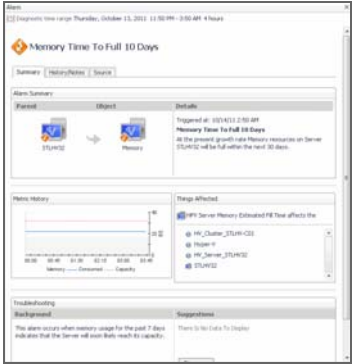 Alarm
Diagnostic time range Thursday, October 13, 2011 11:50 PM - 3:50 AM 4 hours
Memory Time To Full 10 Days
Summary History/Notes Source
Alarm Summary
Parent Object Details
STLHV32 Memory
Triggered at: 10/14/11 2:50 AM
Memory Time To Full 10 Days
At the present growth rate Memory resources on Server
STLHV32 will be full within the next 30 days.
Metric History
Things Affected
HFX Server Memory Estimated Fill Time affects the
HV_Cluster_STLHV-CS3
Hyper-V
HV_Server_STLHV32
STLHV32
Memory Consumed Capacity
Troubleshooting
Background Suggestions
This alarm occurs when memory usage for the past 7 days
indicates that the Server will soon likely reach its capacity.
There Is No Data To Display